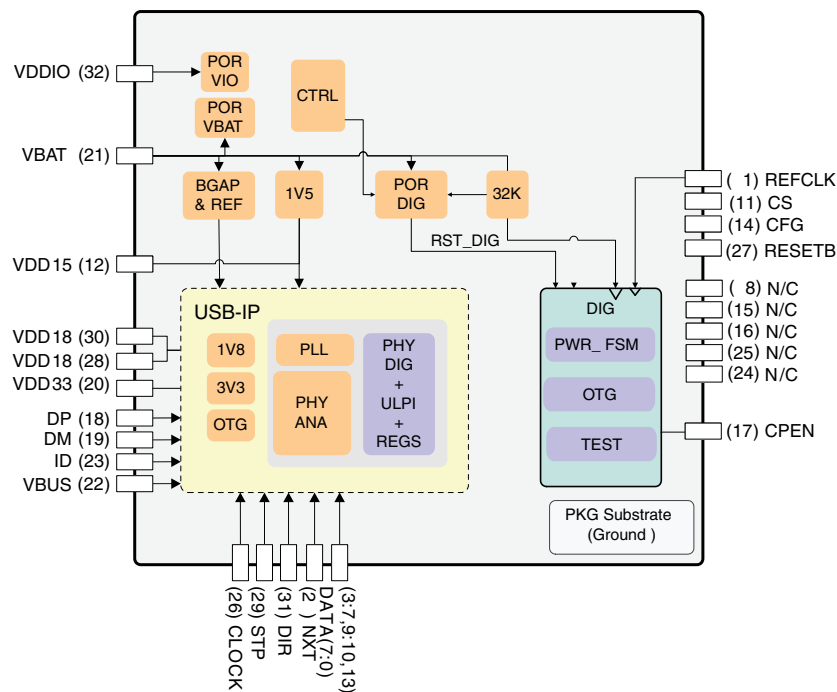 VDDIO (32)
POR
VIO
CTRL
POR
VBAT
VBAT (21)
BGAP
& REF
1V5
POR
DIG
32K
( 1) REFCLK
(11) CS
(14) CFG
(27) RESETB
RST_DIG
VDD15 (12)
( 8) N/C
(15) N/C
(16) N/C
(25) N/C
(24) N/C
USB-IP
DIG
VDD18 (30)
VDD18 (28)
VDD33 (20)
1V8
3V3
OTG
PLL
PHY
ANA
PHY
DIG
+
ULPI
+
REGS
PWR_ FSM
OTG
TEST
DP (18)
DM (19)
ID (23)
VBUS (22)
(17) CPEN
PKG Substrate
(Ground )
(26) CLOCK
(29) STP
(31) DIR
(2 ) NXT
DATA(7:0)
(3:7,9:10,13)